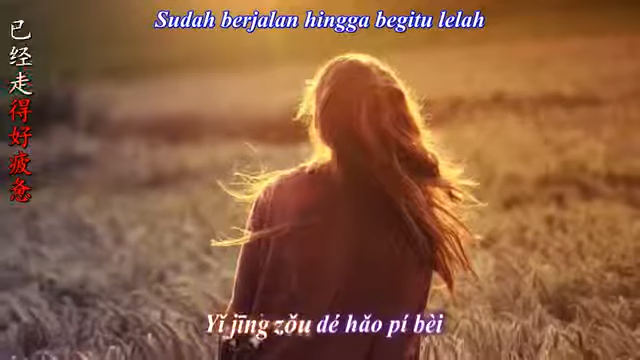 Sudah berjalan hingga begitu lelah
已经走得好疲惫
Yǐ jīng zǒu dé hǎo pí bèi